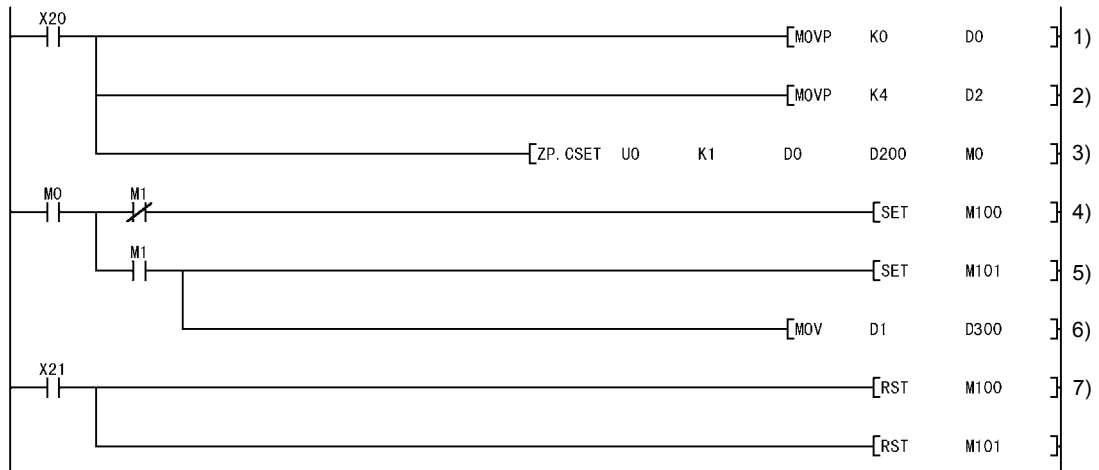 X20
[MOVP K0 D0 ] 1)
[MOVP K4 D2 ] 2)
[ZP.CSET U0 K1 D0 D200 M0 ] 3)
M0 M1
[SET M100 ] 4)
M1
[SET M101 ] 5)
[MOV D1 D300 ] 6)
X21
[RST M100 ] 7)
[RST M101 ]